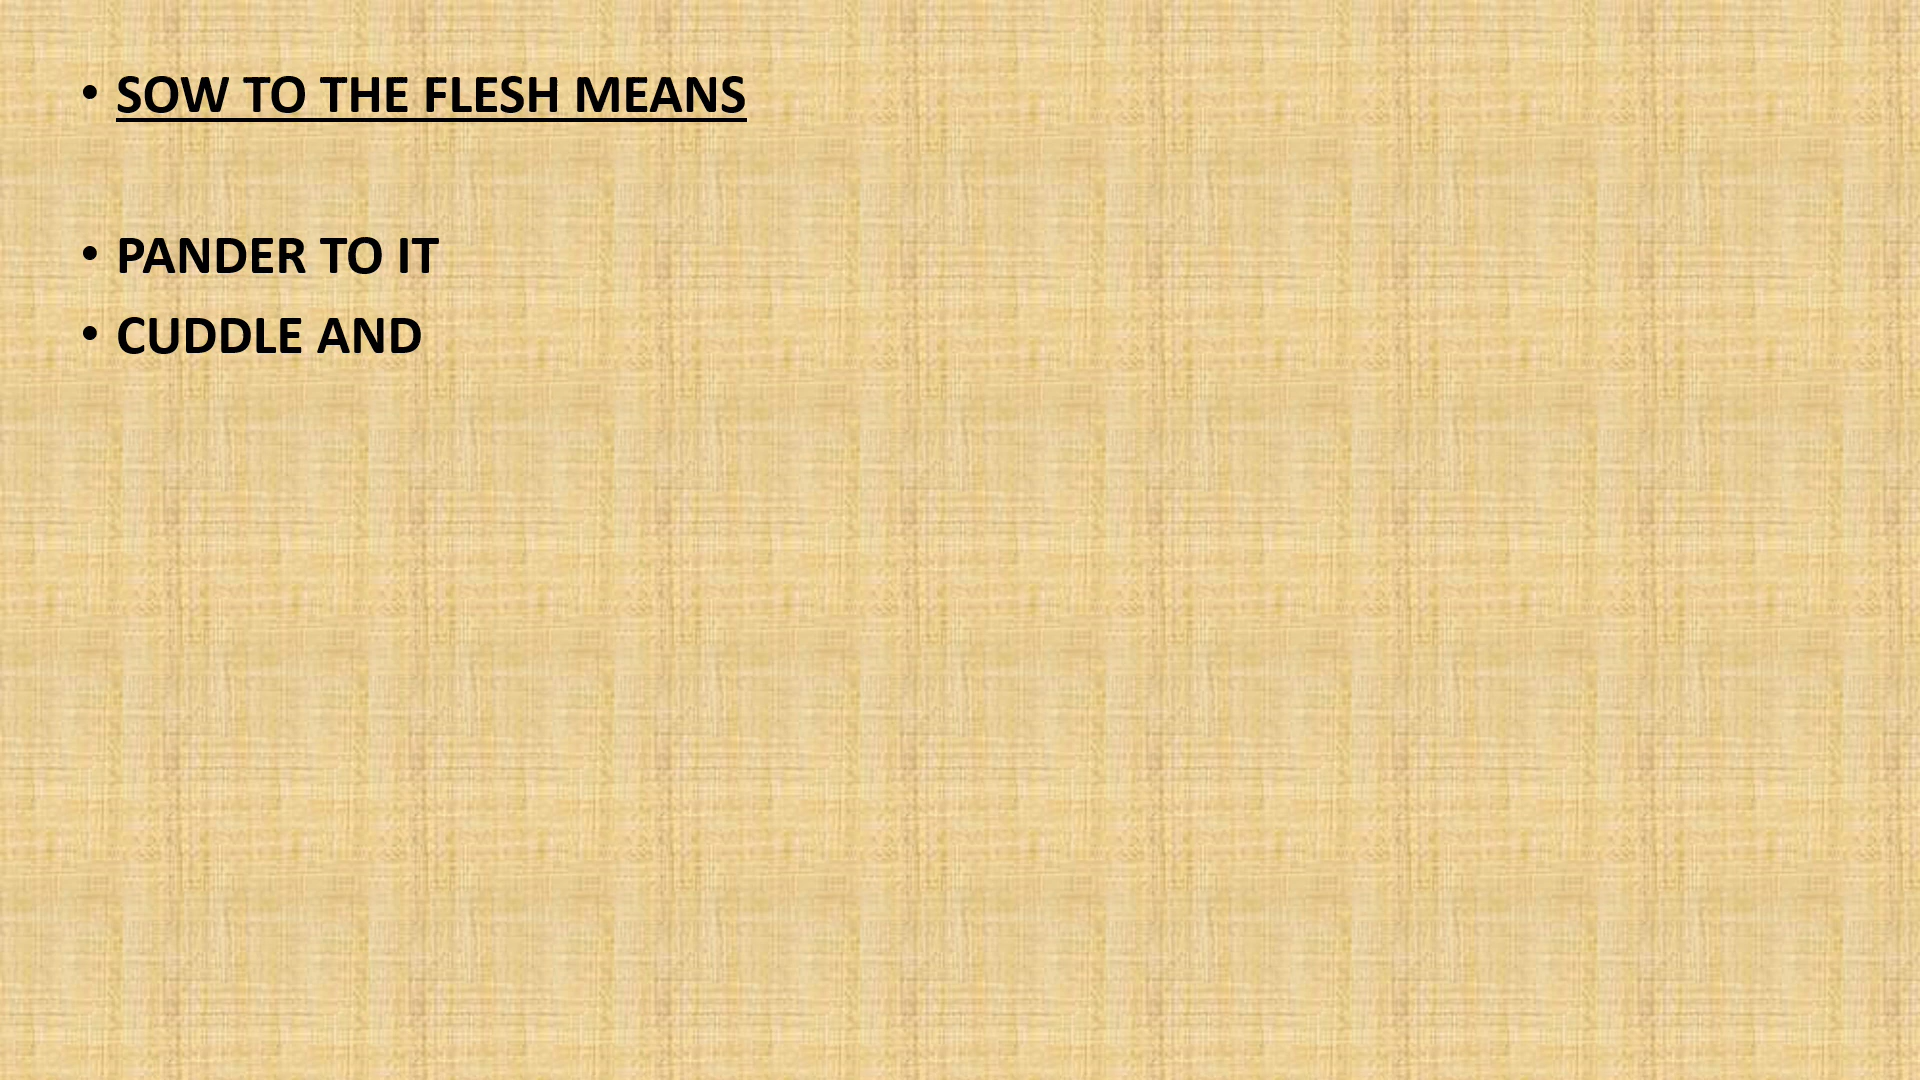 • SOW TO THE FLESH MEANS
• PANDER TO IT
• CUDDLE AND